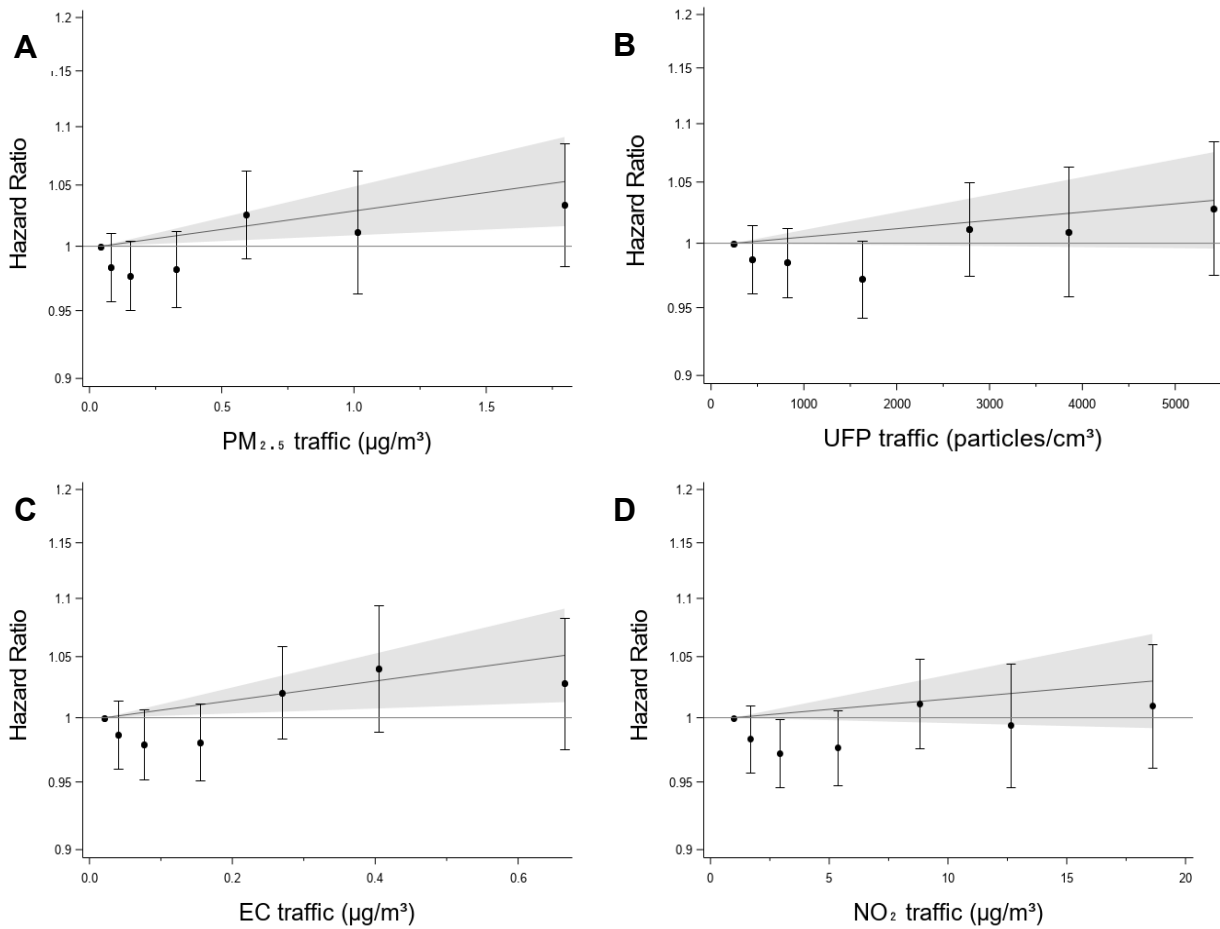 A
Hazard Ratio
1.2
1.15
1.1
1.05
1
0.95
0.9
0.0 0.5 1.0 1.5
PM₂.₅ traffic (µg/m³)
B
Hazard Ratio
1.2
1.15
1.1
1.05
1
0.95
0.9
0 1000 2000 3000 4000 5000
UFP traffic (particles/cm³)
C
Hazard Ratio
1.2
1.15
1.1
1.05
1
0.95
0.9
0.0 0.2 0.4 0.6
EC traffic (µg/m³)
D
Hazard Ratio
1.2
1.15
1.1
1.05
1
0.95
0.9
0 5 10 15 20
NO₂ traffic (µg/m³)